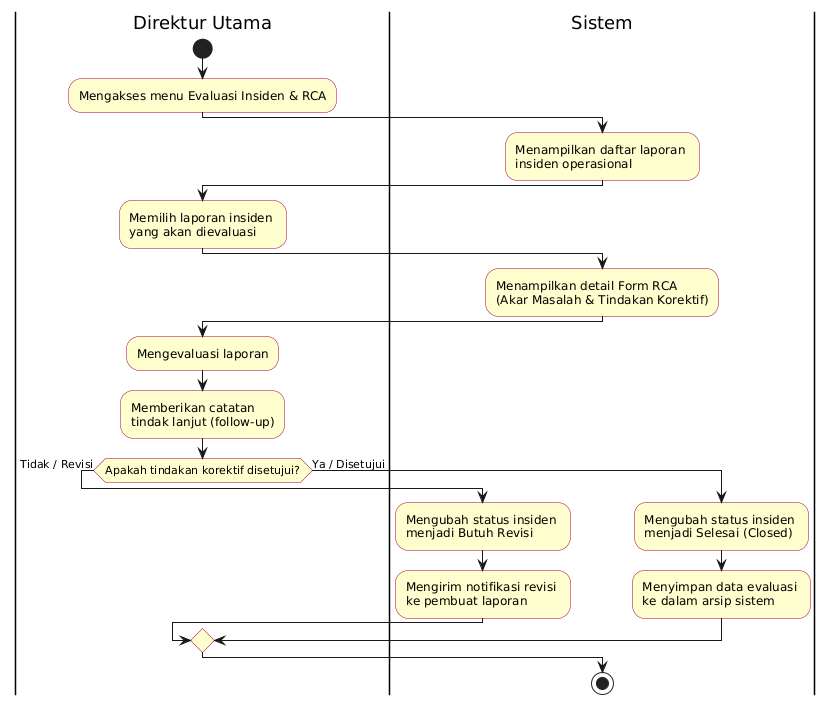 Direktur Utama
Sistem
Mengakses menu Evaluasi Insiden & RCA
Menampilkan daftar laporan
insiden operasional
Memilih laporan insiden
yang akan dievaluasi
Menampilkan detail Form RCA
(Akar Masalah & Tindakan Korektif)
Mengevaluasi laporan
Memberikan catatan
tindak lanjut (follow-up)
Tidak / Revisi
Apakah tindakan korektif disetujui?
Ya / Disetujui
Mengubah status insiden
menjadi Butuh Revisi
Mengubah status insiden
menjadi Selesai (Closed)
Mengirim notifikasi revisi
ke pembuat laporan
Menyimpan data evaluasi
ke dalam arsip sistem